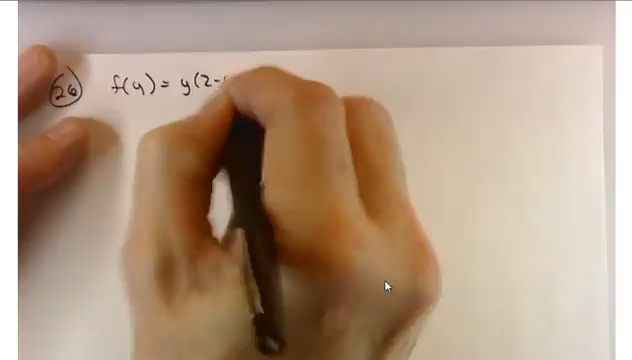 26 f(y) = y(2-